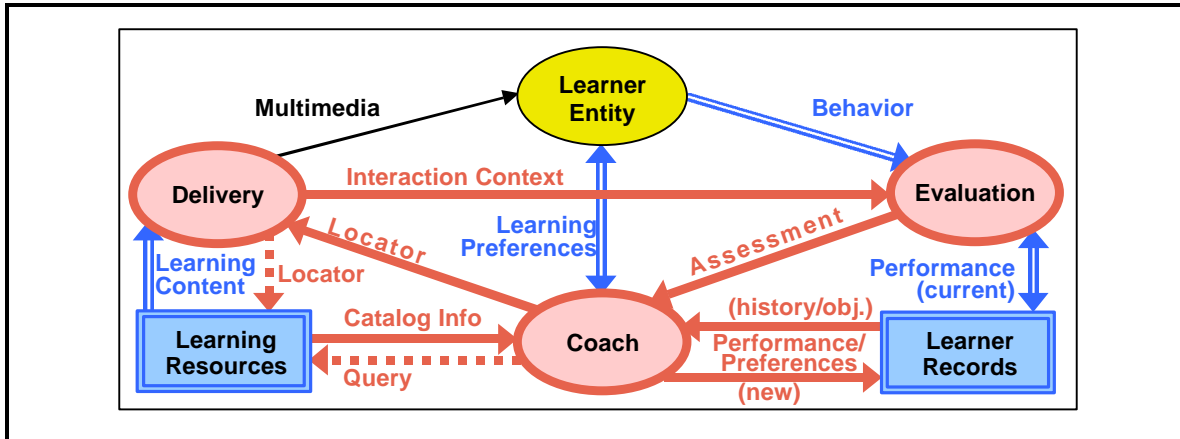 Learner
Entity
Multimedia
Behavior
Delivery
Interaction Context
Evaluation
Locator
Learning
Preferences
Assessment
Learning
Content
Locator
Performance
(current)
Learning
Resources
Catalog Info
Query
Coach
(history/obj.)
Performance/
Preferences
(new)
Learner
Records